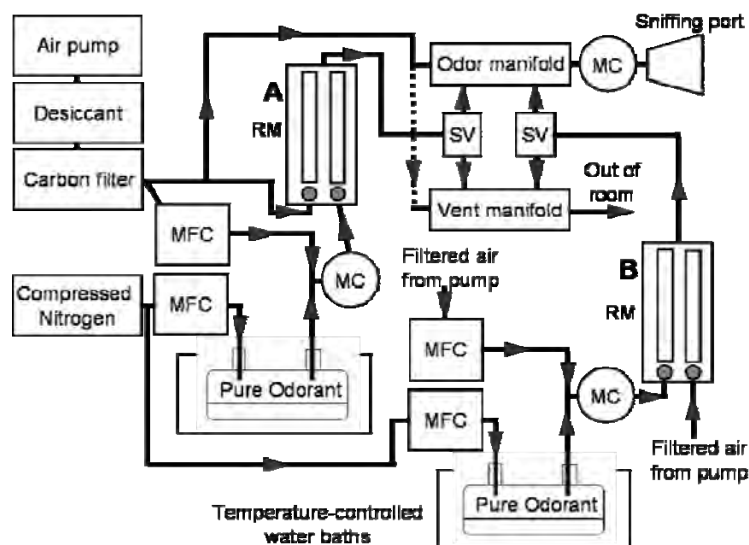 Air pump
Desiccant
Carbon filter
A
RM
Odor manifold
MC
Sniffing port
SV
SV
Out of
room
Vent manifold
MFC
MC
Compressed
Nitrogen
MFC
Pure Odorant
Filtered air
from pump
MFC
B
RM
MC
MFC
Filtered air
from pump
Pure Odorant
Temperature-controlled
water baths